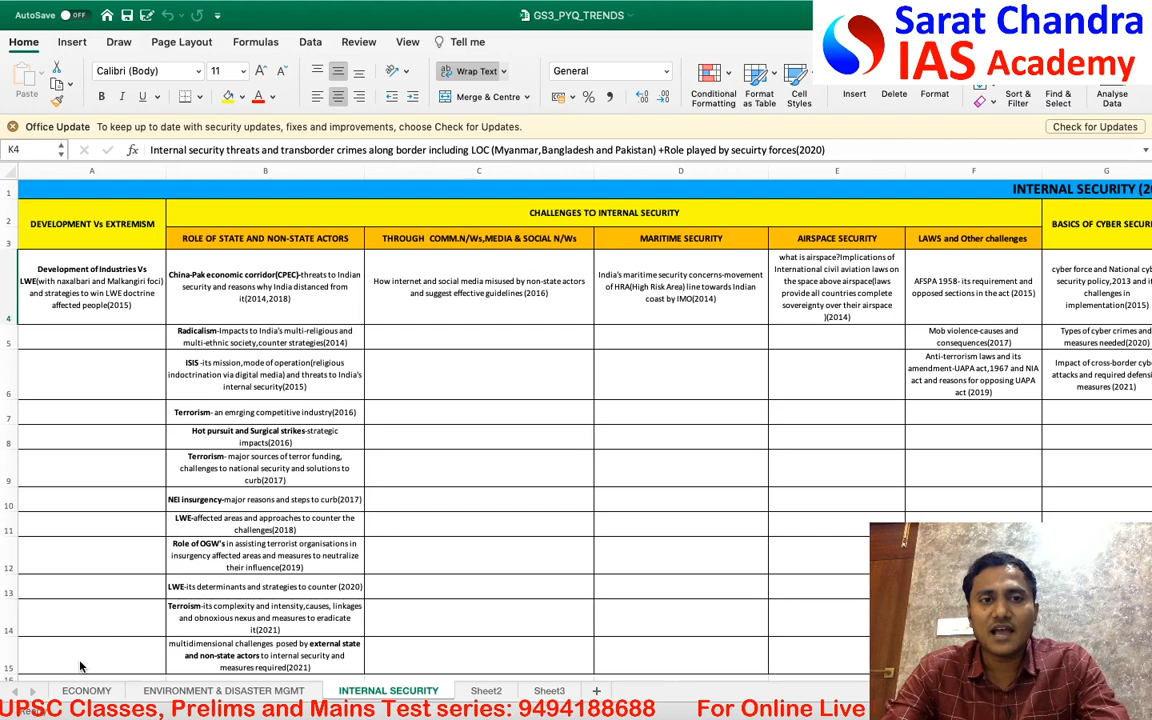 AutoSave OFF
GS3_PYQ_TRENDS
Sarat Chandra
IAS Academy
Home Insert Draw Page Layout Formulas Data Review View Tell me
Paste
Calibri (Body) 11
B I U
Wrap Text
Merge & Centre
General
Conditional Formatting
Format as Table
Cell Styles
Insert Delete Format
Sort & Filter
Find & Select
Analyse Data
Office Update To keep up to date with security updates, fixes and improvements, choose Check for Updates.
Check for Updates
K4
fx Internal security threats and transborder crimes along border including LOC (Myanmar,Bangladesh and Pakistan) +Role played by secuirty forces(2020)
A B C D E F G
1 INTERNAL SECURITY (20
2 DEVELOPMENT Vs EXTREMISM
CHALLENGES TO INTERNAL SECURITY
BASICS OF CYBER SECUR
3 ROLE OF STATE AND NON-STATE ACTORS
THROUGH COMM.N/Ws,MEDIA & SOCIAL N/Ws
MARITIME SECURITY
AIRSPACE SECURITY
LAWS and Other challenges
4
Development of Industries Vs
LWE(with naxalbari and Malkangiri foci)
and strategies to win LWE doctrine
affected people(2015)
China-Pak economic corridor(CPEC)-threats to Indian
security and reasons why India distanced from
it(2014,2018)
How internet and social media misused by non-state actors
and suggest effective guidelines (2016)
India's maritime security concerns-movement
of HRA(High Risk Area) line towards Indian
coast by IMO(2014)
what is airspace?Implications of
International civil aviation laws on
the space above airspace(laws
provide all countries complete
sovereignty over their airspace
)(2014)
AFSPA 1958- its requirement and
opposed sections in the act (2015)
cyber force and National cyb
security policy,2013 and it
challenges in
implementation(2015)
5
Radicalism-Impacts to India's multi-religious and
multi-ethnic society,counter strategies(2014)
Mob violence-causes and
consequences(2017)
Types of cyber crimes and
measures needed(2020)
6
ISIS -its mission,mode of operation(religious
indoctrination via digital media) and threats to India's
internal security(2015)
Anti-terrorism laws and its
amendment-UAPA act,1967 and NIA
act and reasons for opposing UAPA
act (2019)
Impact of cross-border cyb
attacks and required defens
measures (2021)
7
Terrorism- an emrging competitive industry(2016)
8
Hot pursuit and Surgical strikes-strategic
impacts(2016)
9
Terrorism- major sources of terror funding,
challenges to national security and solutions to
curb(2017)
10
NEI insurgency-major reasons and steps to curb(2017)
11
LWE-affected areas and approaches to counter the
challenges(2018)
12
Role of OGW's in assisting terrorist organisations in
insurgency affected areas and measures to neutralize
their influence(2019)
13
LWE-its determinants and strategies to counter (2020)
14
Terroism-its complexity and intensity,causes, linkages
and obnoxious nexus and measures to eradicate
it(2021)
15
multidimensional challenges posed by external state
and non-state actors to internal security and
measures required(2021)
ECONOMY ENVIRONMENT & DISASTER MGMT INTERNAL SECURITY Sheet2 Sheet3 +
UPSC Classes, Prelims and Mains Test series: 9494188688 For Online Live